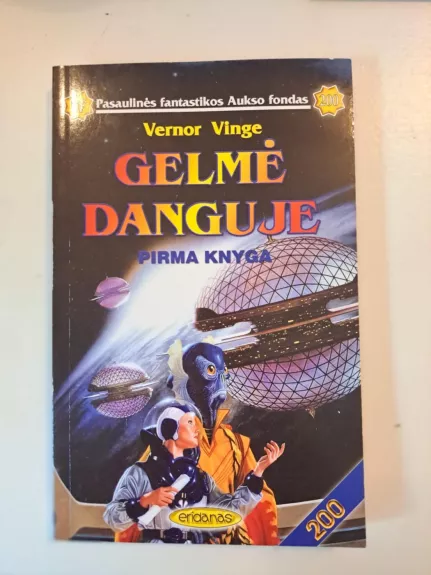 Pasaulinės fantastikos Aukso fondas
200
Vernor Vinge
GELMĖ
DANGUJE
PIRMA KNYGA
eridanas
200